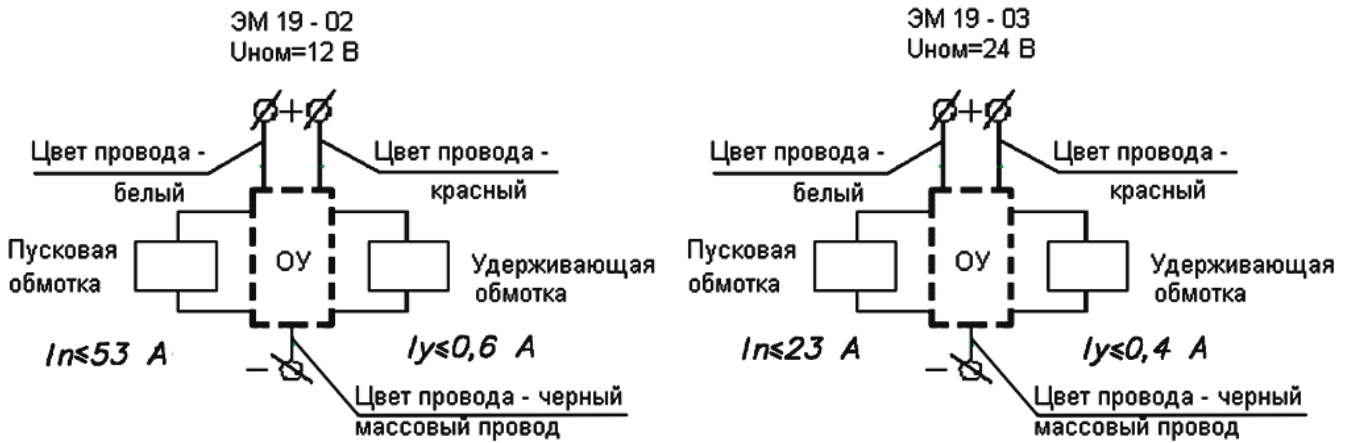 ЭМ 19 - 02
Uном=12 В
+
Цвет провода -
белый
Цвет провода -
красный
Пусковая
обмотка
ОУ
Удерживающая
обмотка
Iп≤53 А
Iу≤0,6 А
−
Цвет провода - черный
массовый провод
ЭМ 19 - 03
Uном=24 В
+
Цвет провода -
белый
Цвет провода -
красный
Пусковая
обмотка
ОУ
Удерживающая
обмотка
Iп≤23 А
Iу≤0,4 А
−
Цвет провода - черный
массовый провод